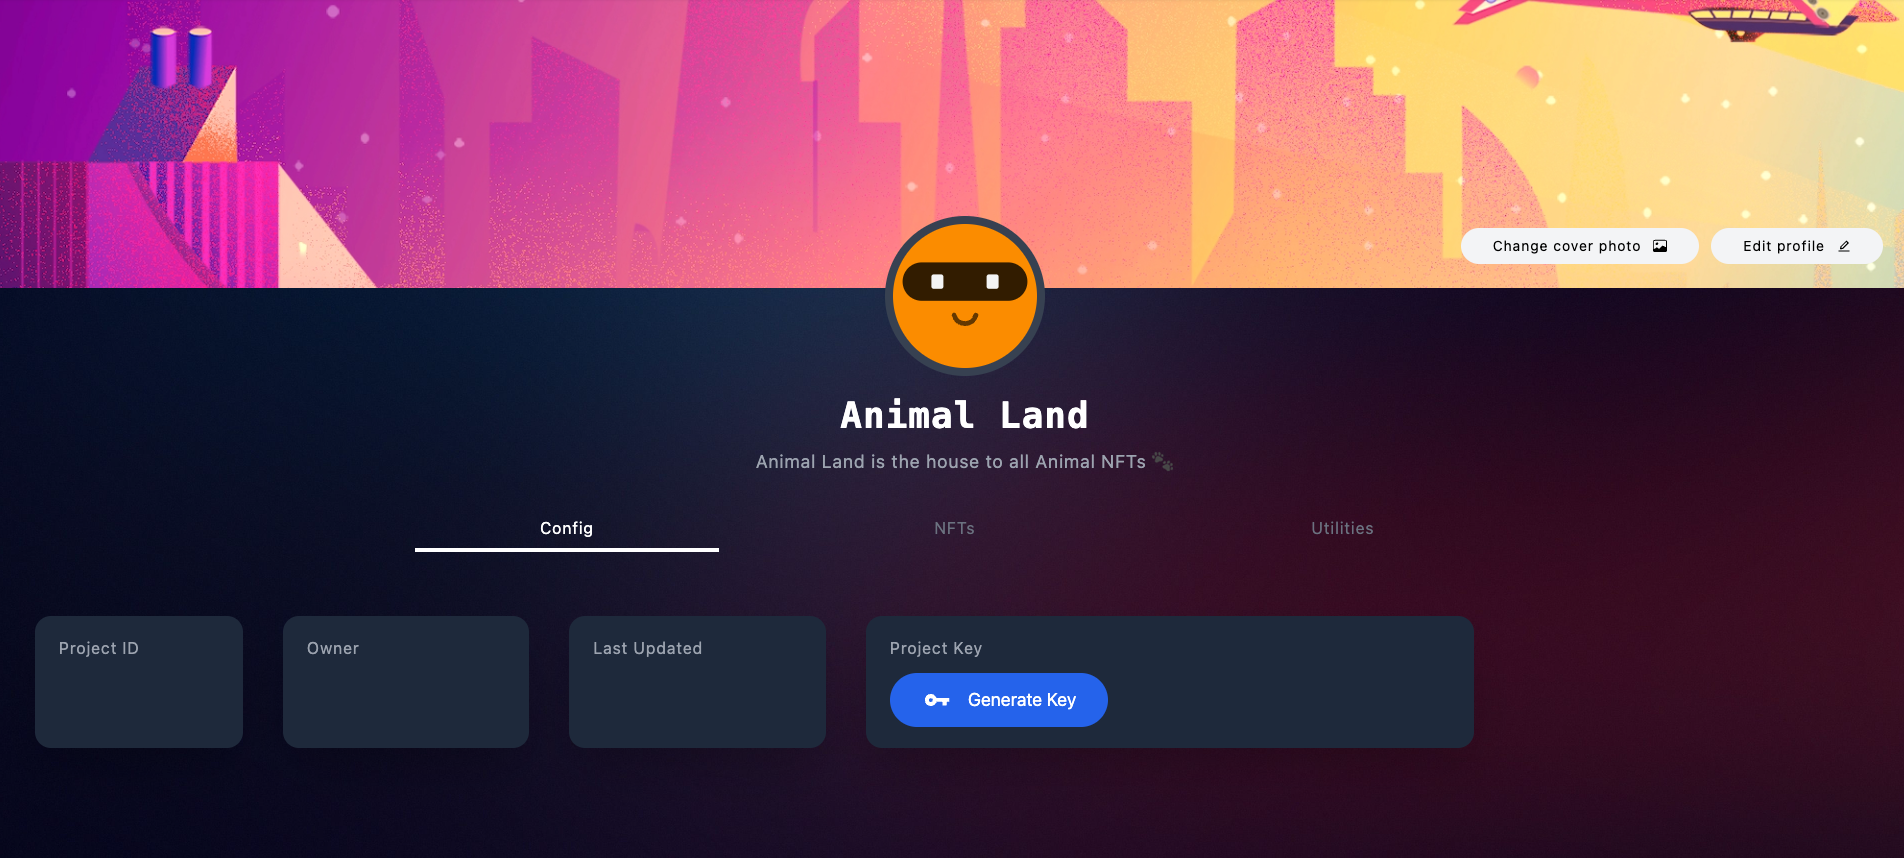 Change cover photo
Edit profile
Animal Land
Animal Land is the house to all Animal NFTs 🐾
Config
NFTs
Utilities
Project ID
Owner
Last Updated
Project Key
Generate Key